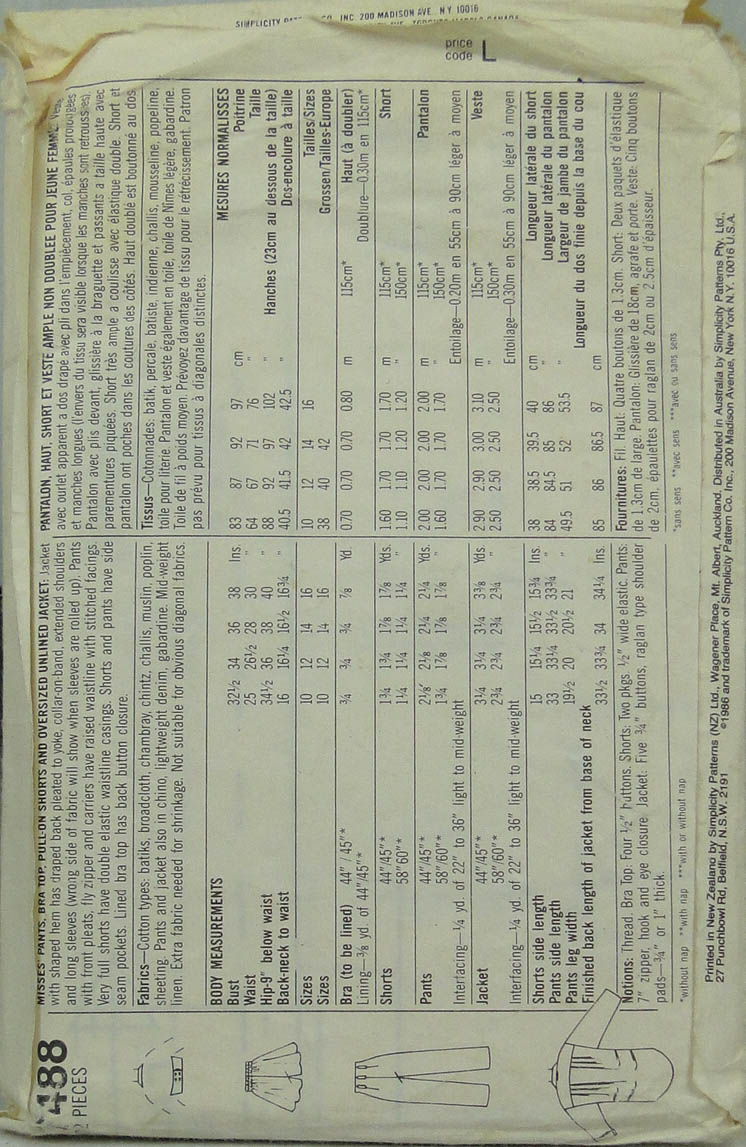 488
PIECES
MISSES' PANTS, BRA TOP, PULL-ON SHORTS AND OVERSIZED UNLINED JACKET: Jacket
with shaped hem has draped back pleated to yoke, collar-on-band, extended shoulders
and long sleeves (wrong side of fabric will show when sleeves are rolled up). Pants
with front pleats, fly zipper and carriers have raised waistline with stitched facings.
Very full shorts have double elastic waistline casings. Shorts and pants have side
seam pockets. Lined bra top has back button closure.
Fabrics—Cotton types: batiks, broadcloth, chambray, chintz, challis, muslin, poplin,
sheeting. Pants and jacket also in chino, lightweight denim, gabardine. Mid-weight
linen. Extra fabric needed for shrinkage. Not suitable for obvious diagonal fabrics.
BODY MEASUREMENTS
Bust 32½ 34 36 38 Ins.
Waist 25 26½ 28 30 "
Hip-9" below waist 34½ 36 38 40 "
Back-neck to waist 16 16¼ 16½ 16¾ "
Sizes 10 12 14 16
Sizes 10 12 14 16
Bra (to be lined) 44"/45"* ¾ ¾ ¾ ⅞ Yd.
Lining—⅜ yd. of 44"/45"*
Shorts 44"/45"* 1¾ 1¾ 1⅞ 1⅞ Yds.
58"60"* 1¼ 1¼ 1¼ 1¼ "
Pants 44"/45"* 2⅛ 2⅛ 2¼ 2¼ Yds.
58"/60"* 1¾ 1⅞ 1⅞ 1⅞ "
Interfacing—¼ yd. of 22" to 36" light to mid-weight
Jacket 44"/45"* 3¼ 3¼ 3¼ 3⅜ Yds.
58"/60"* 2¾ 2¾ 2¾ 2¾ "
Interfacing—¼ yd. of 22" to 36" light to mid-weight
Shorts side length 15 15¼ 15½ 15¾ Ins.
Pants side length 33 33¼ 33½ 33¾ "
Pants leg width 19½ 20 20½ 21 "
Finished back length of jacket from base of neck
33½ 33¾ 34 34¼ Ins.
Notions: Thread. Bra Top: Four ½" buttons. Shorts: Two pkgs. ½" wide elastic. Pants:
7" zipper, hook and eye closure. Jacket: Five ¾" buttons, raglan type shoulder
pads—¾" or 1" thick.
*without nap **with nap ***with or without nap
SIMPLICITY CO. INC. 200 MADISON AVE. N.Y. 10016
price
code L
PANTALON, HAUT, SHORT ET VESTE AMPLE NON DOUBLEE POUR JEUNE FEMME:
avec ourlet apparent a dos drapé avec pli dans l'empiècement, col, épaules prolongées
et manches longues (l'envers du tissu sera visible lorsque les manches sont retroussées).
Pantalon avec plis devant, glissière à la braguette et passants a taille haute avec
parementures piquées. Short très ample a coulisse avec élastique double. Short et
pantalon ont poches dans les coutures des côtés. Haut doublé est boutonné au dos.
Tissus—Cotonnades: batik, percale, batiste, indienne, challis, mousseline, popeline,
toile pour literie. Pantalon et veste également en toile, toile de Nîmes légère, gabardine.
Toile de fil à poids moyen. Prévoyez davantage de tissu pour le rétrécissement. Patron
pas prévu pour tissus à diagonales distinctes.
MESURES NORMALISSES
83 87 92 97 cm Poitrine
64 67 71 76 " Taille
88 92 97 102 " Hanches (23cm au dessous de la taille)
40.5 41.5 42 42.5 " Dos-encolure à taille
10 12 14 16 Tailles/Sizes
38 40 42 Grossen/Tailles-Europe
0.70 0.70 0.70 0.80 m 115cm* Haut (à doubler)
Doublure—0.30m en 115cm*
1.60 1.70 1.70 1.70 m 115cm* Short
1.10 1.10 1.20 1.20 " 150cm*
2.00 2.00 2.00 2.00 m 115cm* Pantalon
1.60 1.70 1.70 1.70 " 150cm*
Entoilage—0.20m en 55cm à 90cm léger à moyen
2.90 2.90 3.00 3.10 m 115cm* Veste
2.50 2.50 2.50 2.50 " 150cm*
Entoilage—0.30m en 55cm à 90cm léger à moyen
38 38.5 39.5 40 cm Longueur latérale du short
84 84.5 85 86 " Longueur latérale du pantalon
49.5 51 52 53.5 " Largeur de jambe du pantalon
Longueur du dos finie depuis la base du cou
85 86 86.5 87 cm
Fournitures: Fil. Haut: Quatre boutons de 1.3cm. Short: Deux paquets d'élastique
de 1.3cm de large. Pantalon: Glissière de 18cm, agrafe et porte. Veste: Cinq boutons
de 2cm, épaulettes pour raglan de 2cm ou 2.5cm d'épaisseur.
*sans sens **avec sens ***avec ou sans sens
Printed in New Zealand by Simplicity Patterns (NZ) Ltd., Wagener Place, Mt. Albert, Auckland. Distributed in Australia by Simplicity Patterns Pty. Ltd.,
27 Punchbowl Rd, Belfield, N.S.W. 2191 ©1986 and trademark of Simplicity Pattern Co. Inc., 200 Madison Avenue, New York N.Y. 10016 U.S.A.